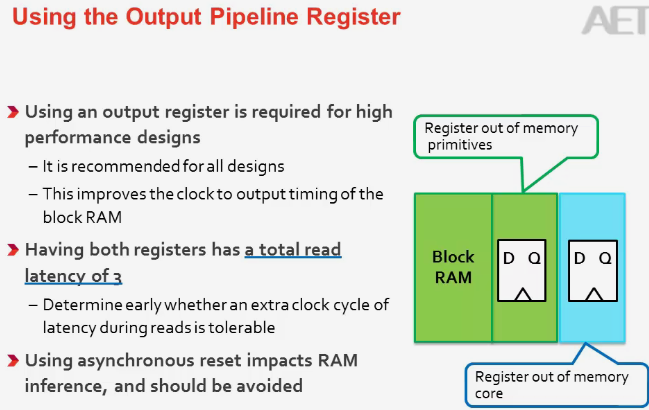 Using the Output Pipeline Register
AET
Using an output register is required for high
performance designs
– It is recommended for all designs
– This improves the clock to output timing of the
block RAM
Having both registers has a total read
latency of 3
– Determine early whether an extra clock cycle of
latency during reads is tolerable
Using asynchronous reset impacts RAM
inference, and should be avoided
Register out of memory
primitives
Block
RAM
D Q
D Q
Register out of memory
core